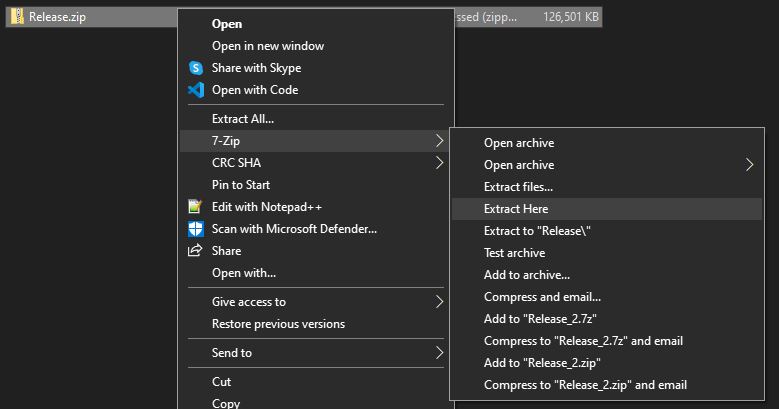 Release.zip
ssed (zipp...
126,501 KB
Open
Open in new window
Share with Skype
Open with Code
Extract All...
7-Zip
CRC SHA
Pin to Start
Edit with Notepad++
Scan with Microsoft Defender...
Share
Open with...
Give access to
Restore previous versions
Send to
Cut
Copy
Open archive
Open archive
Extract files...
Extract Here
Extract to "Release\"
Test archive
Add to archive...
Compress and email...
Add to "Release_2.7z"
Compress to "Release_2.7z" and email
Add to "Release_2.zip"
Compress to "Release_2.zip" and email